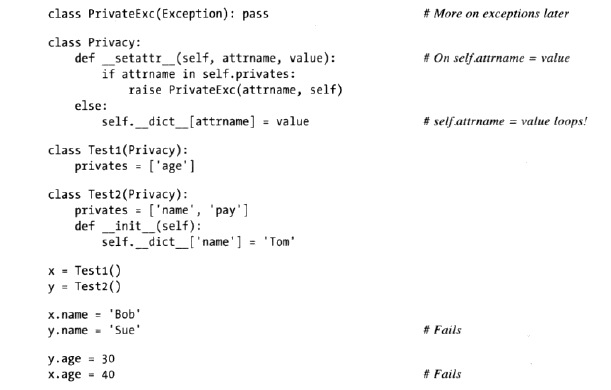 class PrivateExc(Exception): pass # More on exceptions later
class Privacy:
    def __setattr__(self, attrname, value): # On self.attrname = value
        if attrname in self.privates:
            raise PrivateExc(attrname, self)
    else:
        self.__dict__[attrname] = value # self.attrname = value loops!
class Test1(Privacy):
    privates = ['age']
class Test2(Privacy):
    privates = ['name', 'pay']
    def __init__(self):
        self.__dict__['name'] = 'Tom'
x = Test1()
y = Test2()
x.name = 'Bob'
y.name = 'Sue' # Fails
y.age = 30
x.age = 40 # Fails